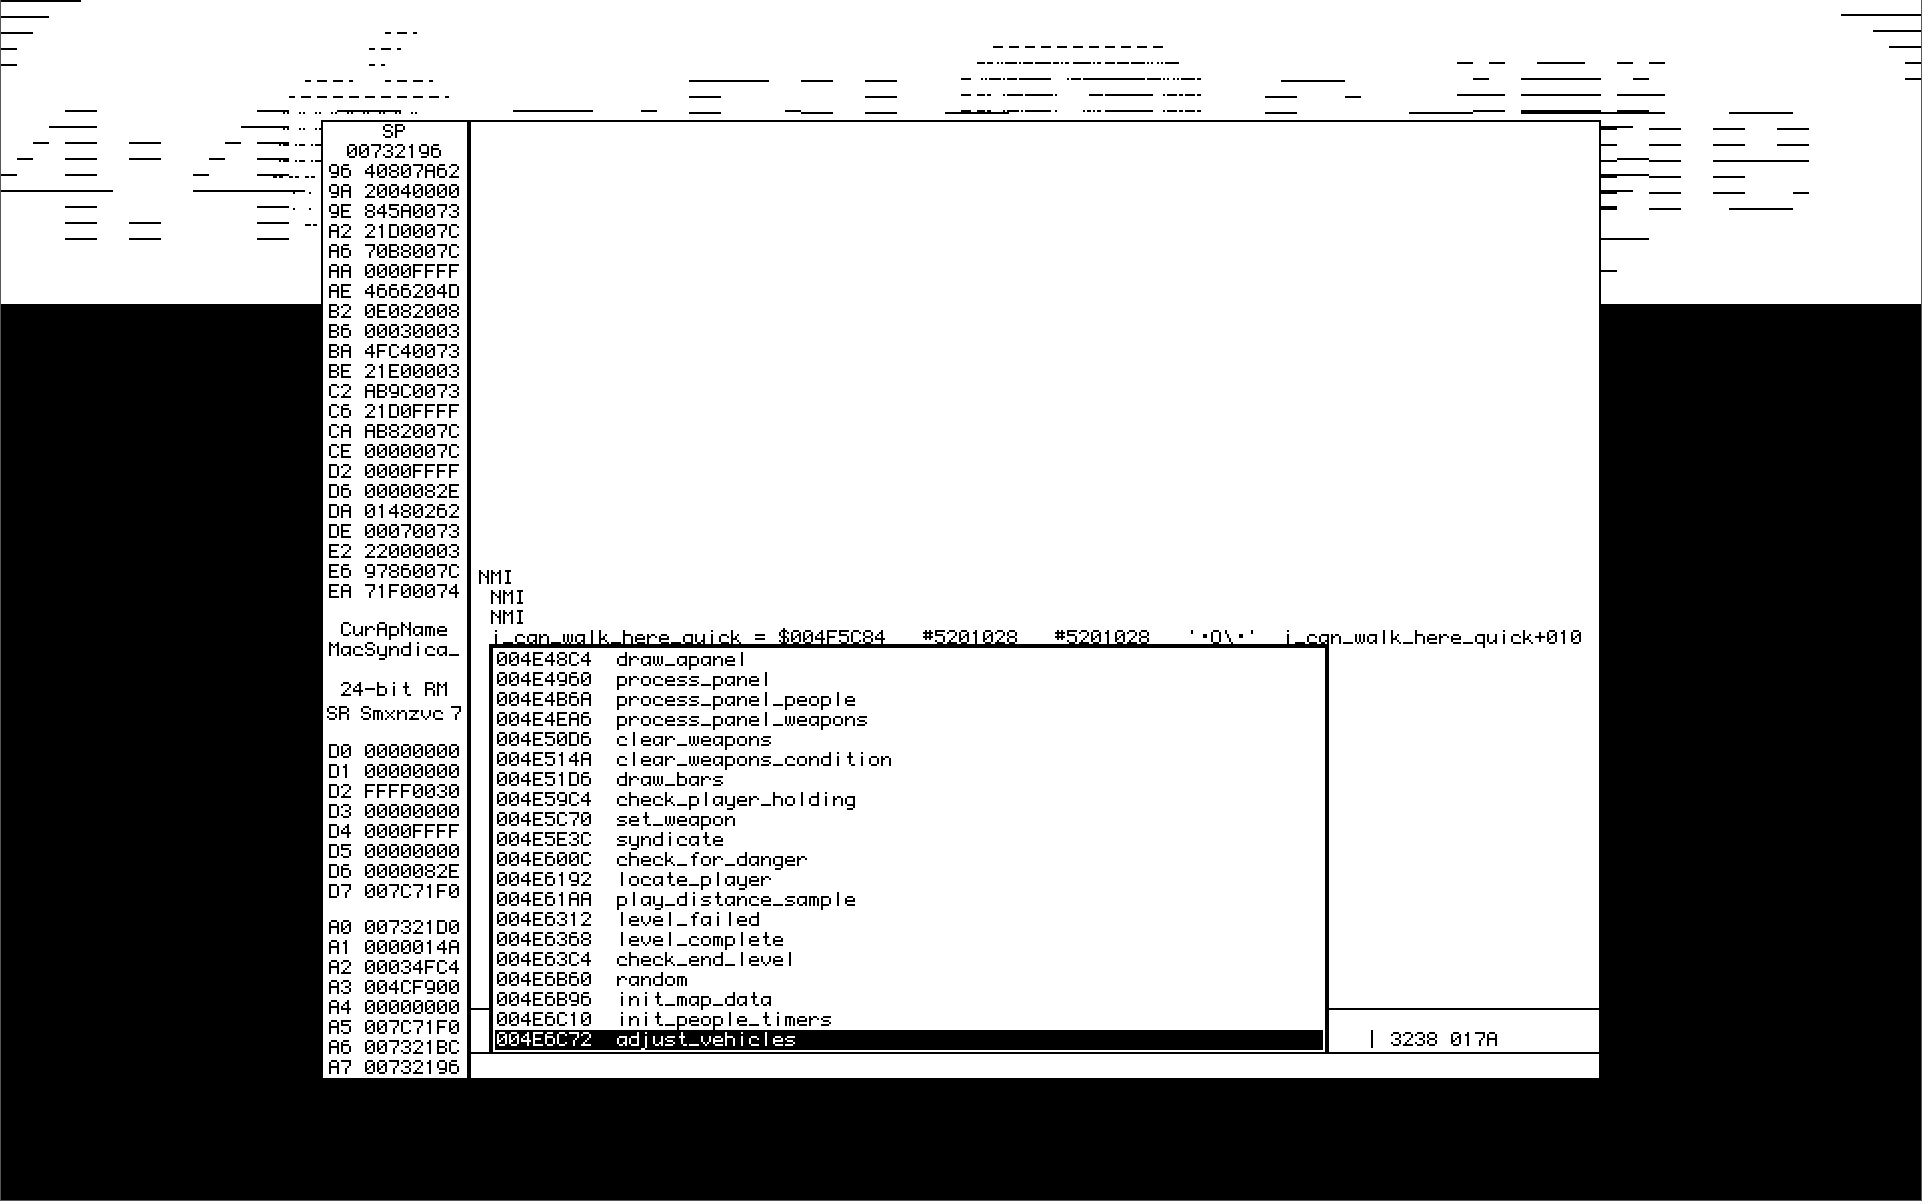 SP
00732196
96 40807A62
9A 20040000
9E 845A0073
A2 21D0007C
A6 70B8007C
AA 0000FFFF
AE 4666204D
B2 0E082008
B6 00030003
BA 4FC40073
BE 21E00003
C2 AB9C0073
C6 21D0FFFF
CA AB82007C
CE 0000007C
D2 0000FFFF
D6 0000082E
DA 01480262
DE 00070073
E2 22000003
E6 9786007C
EA 71F00074
CurApName
MacSyndica_
24-bit RM
SR Smxnzvc 7
D0 00000000
D1 00000000
D2 FFFF0030
D3 00000000
D4 0000FFFF
D5 00000000
D6 0000082E
D7 007C71F0
A0 007321D0
A1 0000014A
A2 00034FC4
A3 004CF900
A4 00000000
A5 007C71F0
A6 007321BC
A7 00732196
NMI
NMI
NMI
i_can_walk_here_quick = $004F5C84 #5201028 #5201028 '•O\•' i_can_walk_here_quick+010
004E48C4 draw_apanel
004E4960 process_panel
004E4B6A process_panel_people
004E4EA6 process_panel_weapons
004E50D6 clear_weapons
004E514A clear_weapons_condition
004E51D6 draw_bars
004E59C4 check_player_holding
004E5C70 set_weapon
004E5E3C syndicate
004E600C check_for_danger
004E6192 locate_player
004E61AA play_distance_sample
004E6312 level_failed
004E6368 level_complete
004E63C4 check_end_level
004E6B60 random
004E6B96 init_map_data
004E6C10 init_people_timers
004E6C72 adjust_vehicles
| 3238 017A